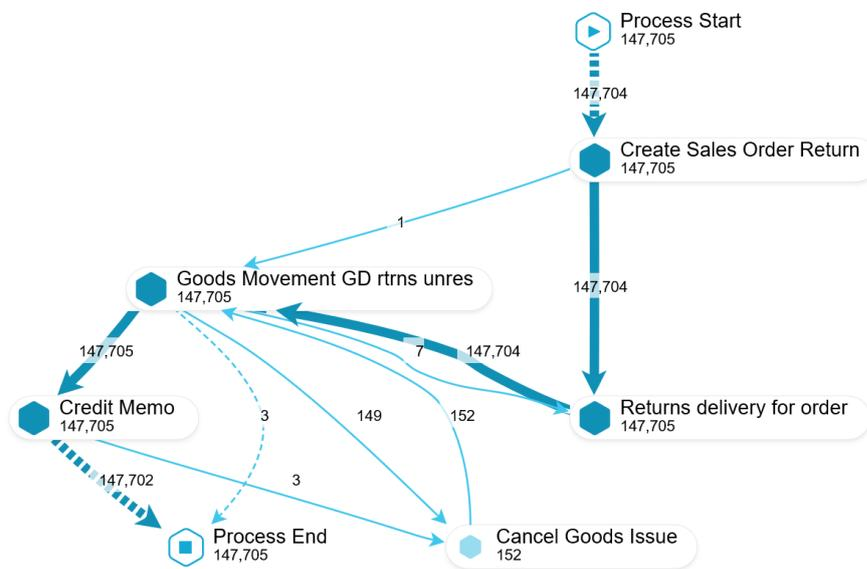 Process Start
147,705
147,704
Create Sales Order Return
147,705
1
147,704
Goods Movement GD rtrns unres
147,705
147,705
7
147,704
Credit Memo
147,705
3
149
152
Returns delivery for order
147,705
147,702
3
Process End
147,705
Cancel Goods Issue
152